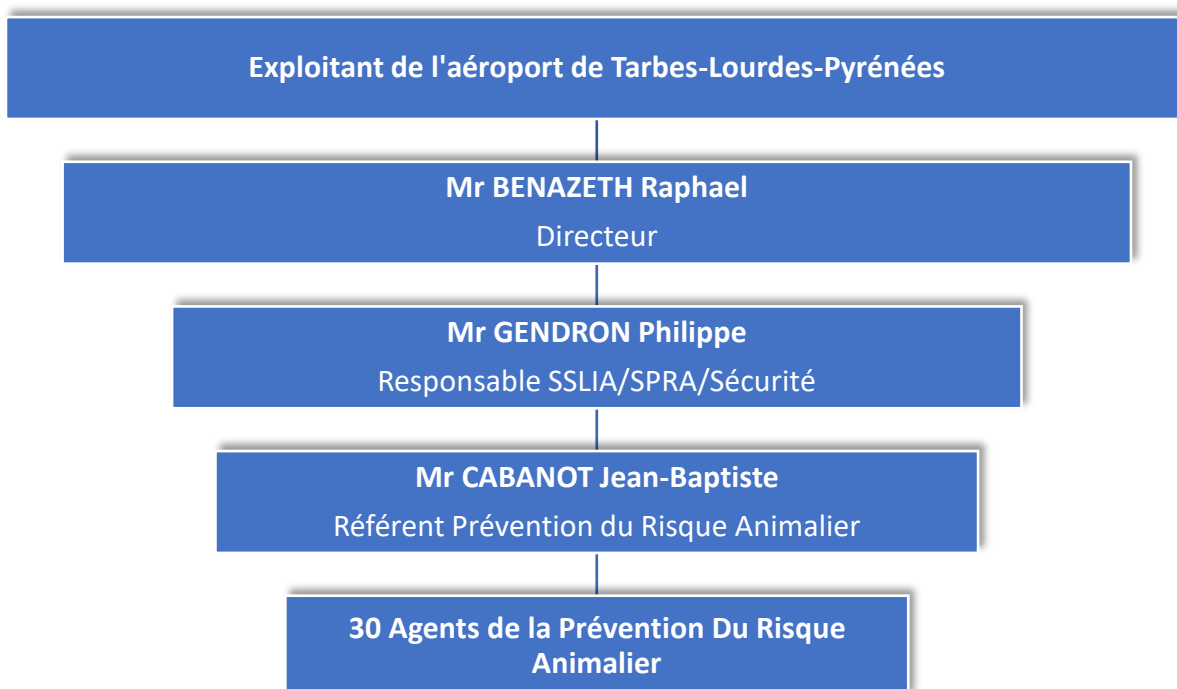 Exploitant de l'aéroport de Tarbes-Lourdes-Pyrénées
Mr BENAZETH Raphael
Directeur
Mr GENDRON Philippe
Responsable SSLIA/SPRA/Sécurité
Mr CABANOT Jean-Baptiste
Référent Prévention du Risque Animalier
30 Agents de la Prévention Du Risque
Animalier